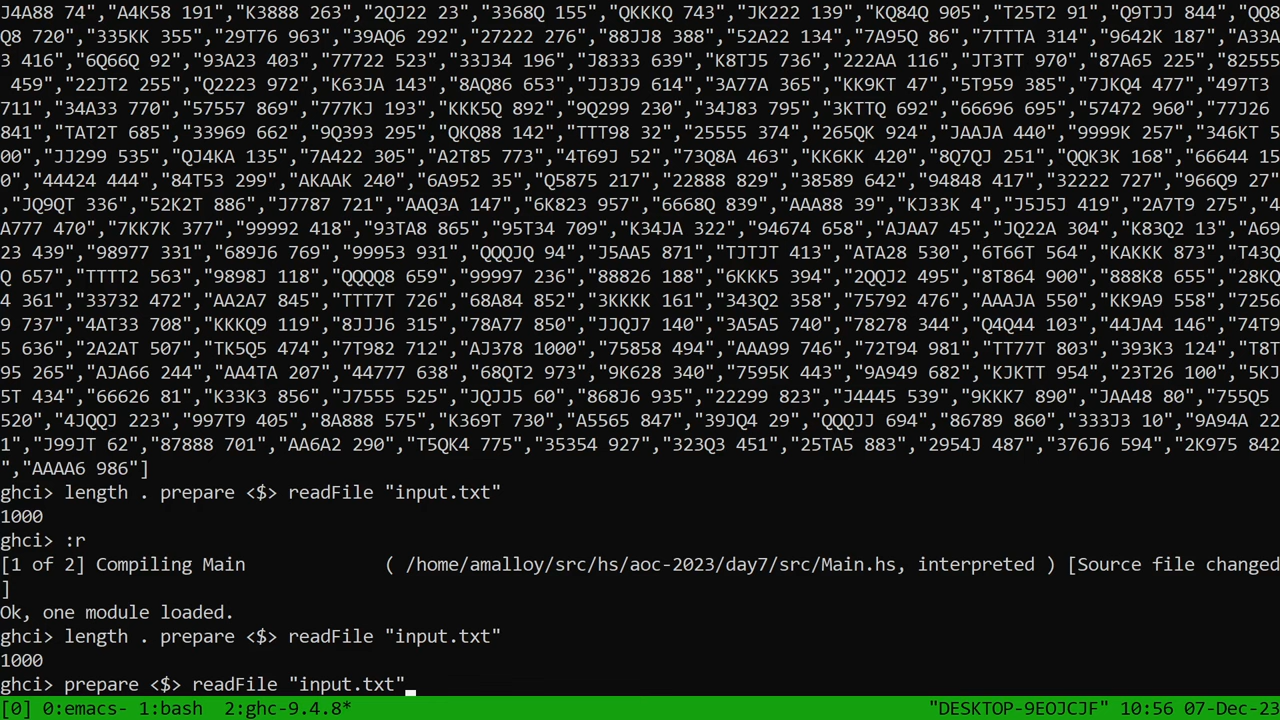 J4A88 74","A4K58 191","K3888 263","2QJ22 23","3368Q 155","QKKKQ 743","JK222 139","KQ84Q 905","T25T2 91","Q9TJJ 844","QQ8
Q8 720","335KK 355","29T76 963","39AQ6 292","27222 276","88JJ8 388","52A22 134","7A95Q 86","7TTTA 314","9642K 187","A33A
3 416","6Q66Q 92","93A23 403","77722 523","33J34 196","J8333 639","K8TJ5 736","222AA 116","JT3TT 970","87A65 225","82555
 459","22JT2 255","Q2223 972","K63JA 143","8AQ86 653","JJ3J9 614","3A77A 365","KK9KT 47","5T959 385","7JKQ4 477","497T3 
711","34A33 770","57557 869","777KJ 193","KKK5Q 892","9Q299 230","34J83 795","3KTTQ 692","66696 695","57472 960","77J26 
841","TAT2T 685","33969 662","9Q393 295","QKQ88 142","TTT98 32","25555 374","265QK 924","JAAJA 440","9999K 257","346KT 5
00","JJ299 535","QJ4KA 135","7A422 305","A2T85 773","4T69J 52","73Q8A 463","KK6KK 420","8Q7QJ 251","QQK3K 168","66644 15
0","44424 444","84T53 299","AKAAK 240","6A952 35","Q5875 217","22888 829","38589 642","94848 417","32222 727","966Q9 27"
,"JQ9QT 336","52K2T 886","J7787 721","AAQ3A 147","6K823 957","6668Q 839","AAA88 39","KJ33K 4","J5J5J 419","2A7T9 275","4
A777 470","7KK7K 377","99992 418","93TA8 865","95T34 709","K34JA 322","94674 658","AJAA7 45","JQ22A 304","K83Q2 13","A69
23 439","98977 331","689J6 769","99953 931","QQQJQ 94","J5AA5 871","TJTJT 413","ATA28 530","6T66T 564","KAKKK 873","T42Q
Q 657","TTTT2 563","9898J 118","QQQQ8 659","99997 236","88826 188","6KKK5 394","2QQJ2 495","8T864 900","888K8 655","28KQ
4 361","33732 472","AA2A7 845","TTT7T 726","68A84 852","3KKKK 161","343Q2 358","75792 476","AAAJA 550","KK9A9 558","7256
9 737","4AT33 708","KKKQ9 119","8JJJ6 315","78A77 850","JJQJ7 140","3A5A5 740","78278 344","Q4Q44 103","44JA4 146","74T9
5 636","2A2AT 507","TK5Q5 474","7T982 712","AJ378 1000","75858 494","AAA99 746","72T94 981","TT77T 803","393K3 124","T8T
95 265","AJA66 244","AA4TA 207","44777 638","68QT2 973","9K628 340","7595K 443","9A949 682","KJKTT 954","23T26 100","5KJ
5T 434","66626 81","K33K3 856","J7555 525","JQJJ5 60","868J6 935","22299 823","J4445 539","9KKK7 890","JAA48 80","755Q5 
520","4JQQJ 223","997T9 405","8A888 575","K369T 730","A5565 847","39JQ4 29","QQQJJ 694","86789 860","333J3 10","9A94A 22
1","J99JT 62","87888 701","AA6A2 290","T5QK4 775","35354 927","323Q3 451","25TA5 883","2954J 487","376J6 594","2K975 842
","AAAA6 986"]
ghci> length . prepare <$> readFile "input.txt"
1000
ghci> :r
[1 of 2] Compiling Main             ( /home/amalloy/src/hs/aoc-2023/day7/src/Main.hs, interpreted ) [Source file changed
]
Ok, one module loaded.
ghci> length . prepare <$> readFile "input.txt"
1000
ghci> prepare <$> readFile "input.txt"
[0] 0:emacs- 1:bash  2:ghc-9.4.8* "DESKTOP-9EOJCJF" 10:56 07-Dec-23